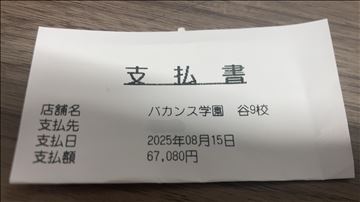 支払書
店舗名 バカンス学園 谷9校
支払先
支払日 2025年08月15日
支払額 67,080円